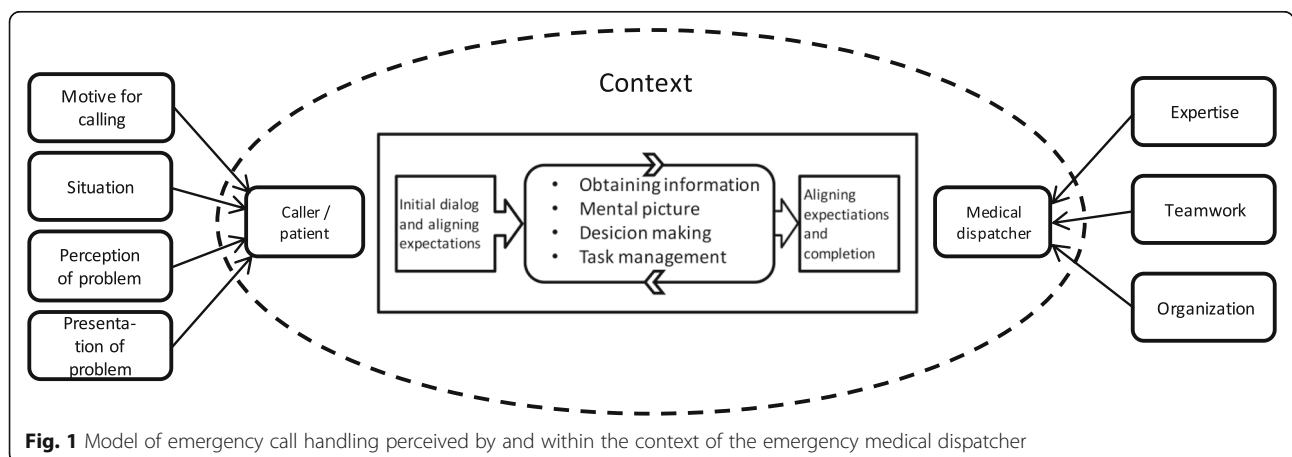 Context
Motive for
calling
Situation
Perception
of problem
Presenta-
tion of
problem
Caller /
patient
Initial dialog
and aligning
expectations
• Obtaining information
• Mental picture
• Desicion making
• Task management
Aligning
expectiations
and
completion
Medical
dispatcher
Expertise
Teamwork
Organization
Fig. 1 Model of emergency call handling perceived by and within the context of the emergency medical dispatcher